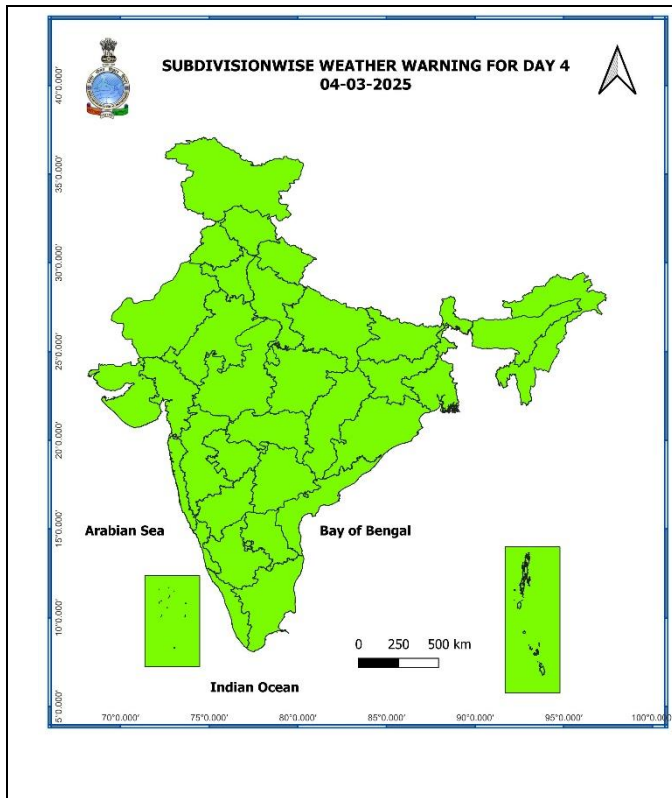 SUBDIVISIONWISE WEATHER WARNING FOR DAY 4
04-03-2025
40°0.000'
35°0.000'
30°0.000'
25°0.000'
20°0.000'
15°0.000'
10°0.000'
5°0.000'
Arabian Sea
Bay of Bengal
0 250 500 km
Indian Ocean
70°0.000' 75°0.000' 80°0.000' 85°0.000' 90°0.000' 95°0.000' 100°0.000'